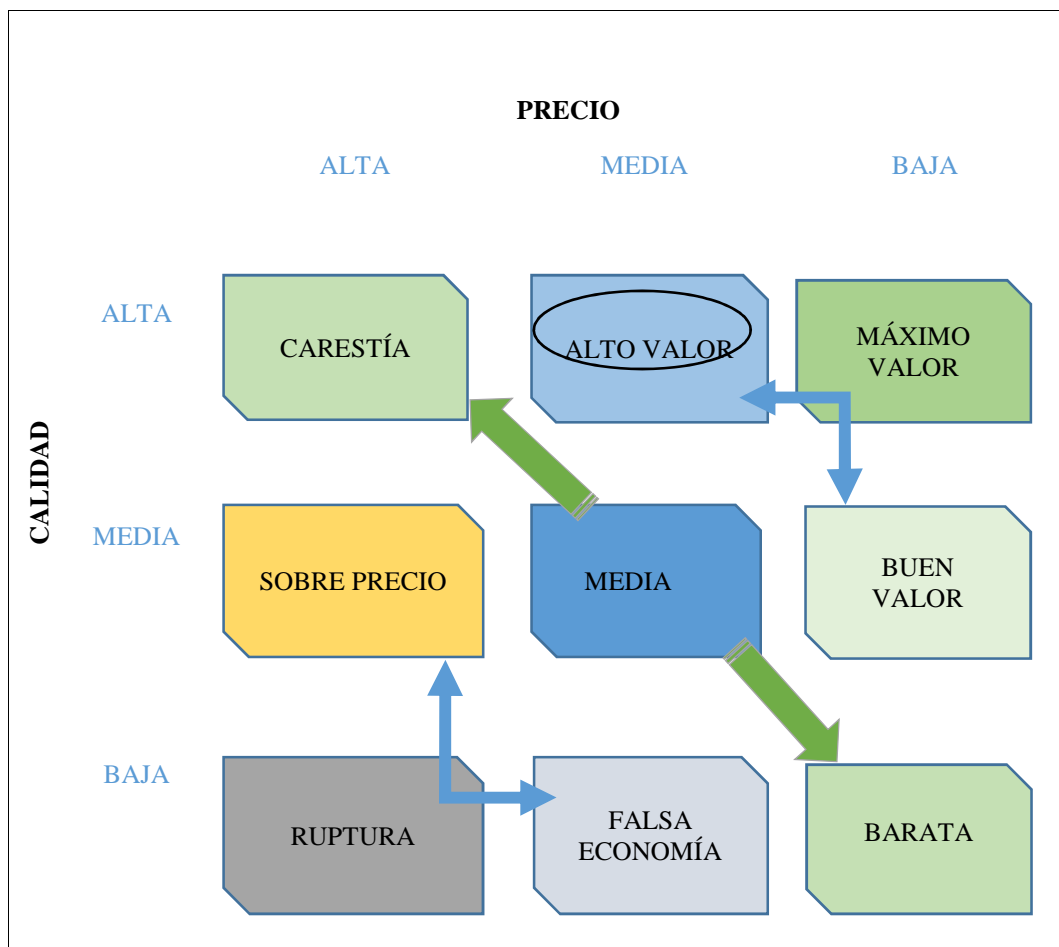 PRECIO
ALTA
MEDIA
BAJA
ALTA
CARESTÍA
ALTO VALOR
MÁXIMO
VALOR
CALIDAD
MEDIA
SOBRE PRECIO
MEDIA
BUEN
VALOR
BAJA
RUPTURA
FALSA
ECONOMÍA
BARATA